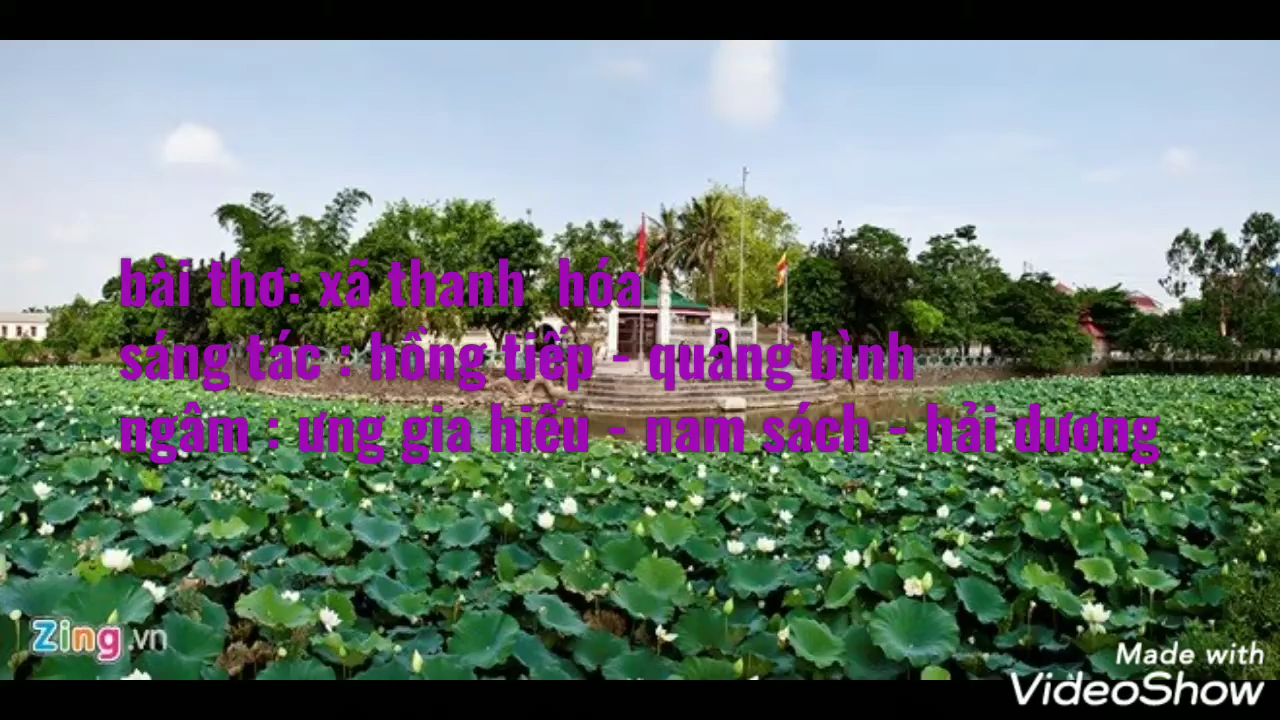 bài thơ: xã thanh hóa
sáng tác : hồng tiếp - quảng bình
ngâm : ưng gia hiếu - nam sách - hải dương
Zing.vn
Made with
VideoShow